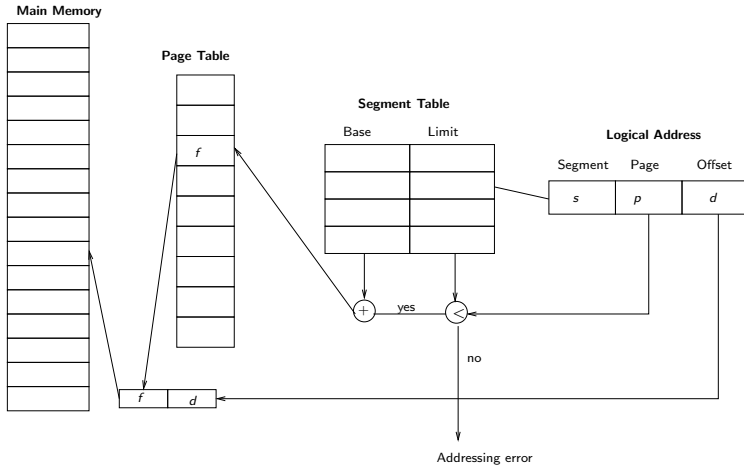 Main Memory
Page Table
Segment Table
Base Limit
Logical Address
Segment Page Offset
f
s p d
+ yes <
no
f d
Addressing error